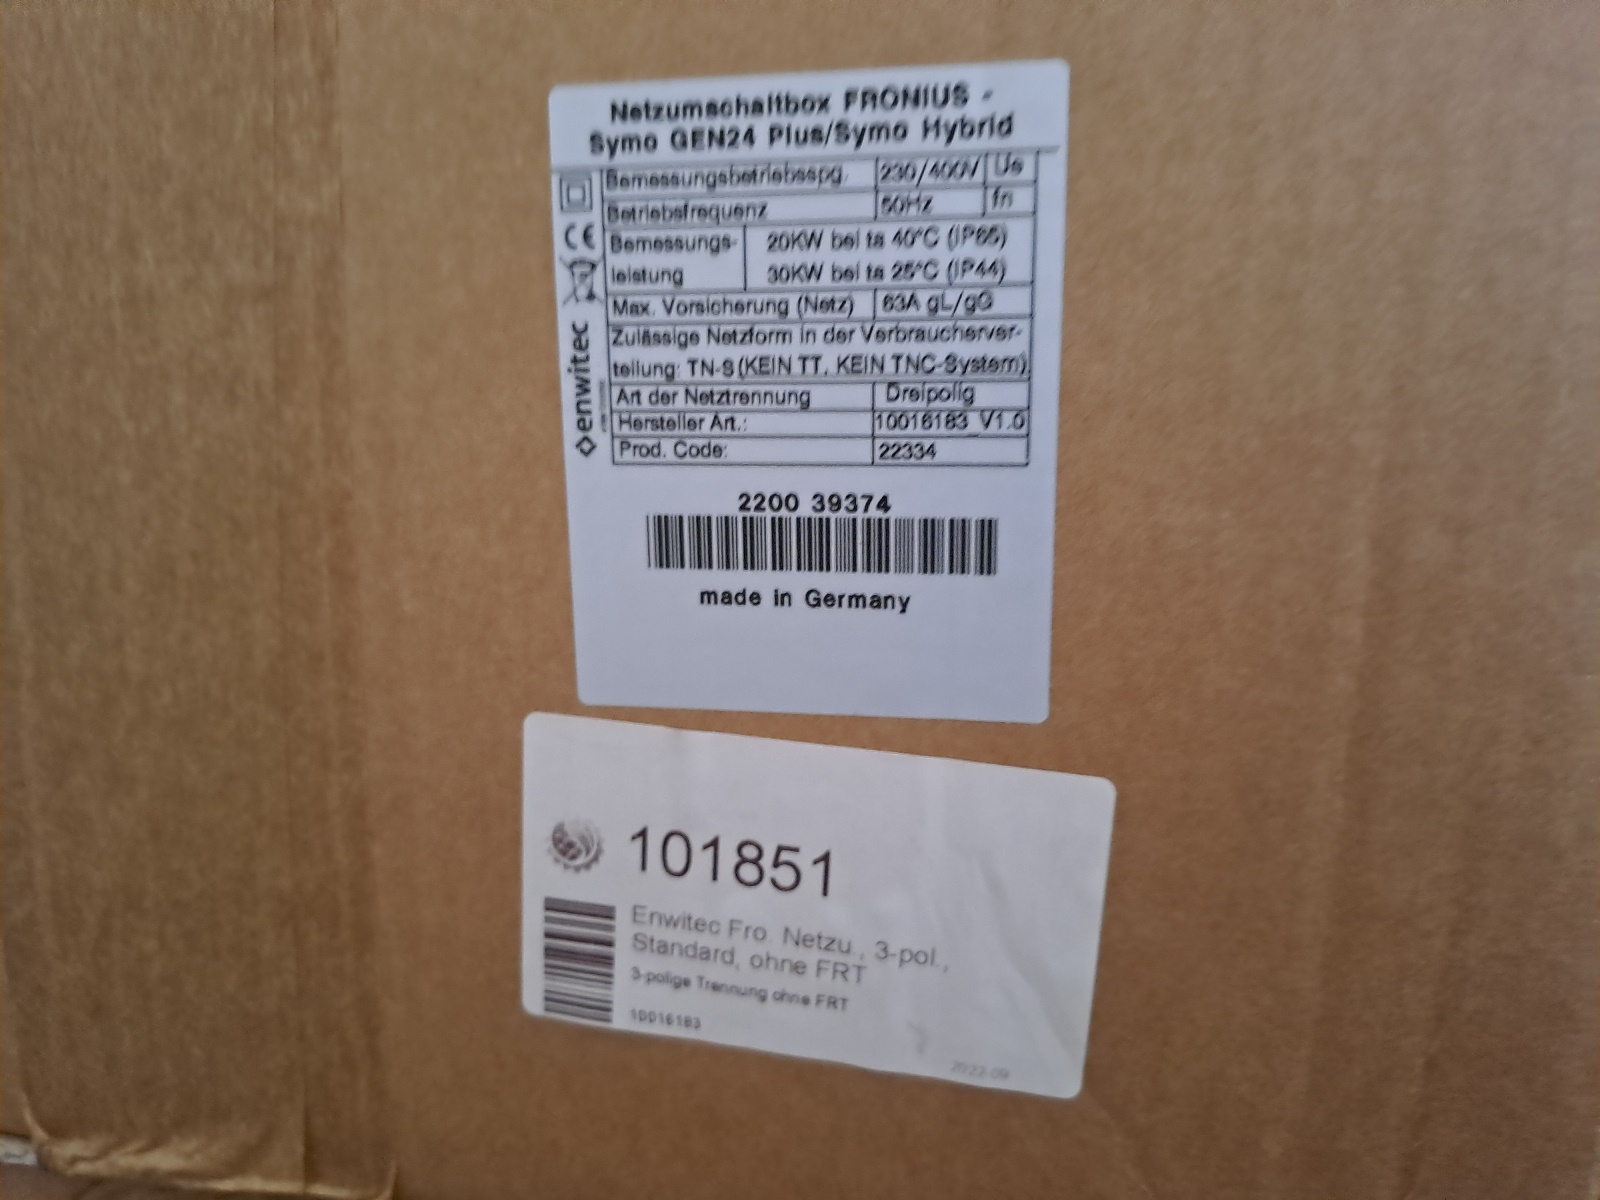 Netzumschaltbox FRONIUS -
Symo GEN24 Plus/Symo Hybrid
Bemessungsbetriebsspg. 230/400V Us
Betriebsfrequenz 50Hz fn
Bemessungs- 20KW bei ta 40°C (IP65)
leistung 30KW bei ta 25°C (IP44)
Max. Vorsicherung (Netz) 63A gL/gG
Zulässige Netzform in der Verbraucherver-
teilung: TN-S (KEIN TT, KEIN TNC-System)
Art der Netztrennung Dreipolig
Hersteller Art.: 10016183_V1.0
Prod. Code: 22334
CE
enwitec
2200 39374
made in Germany
101851
Enwitec Fro. Netzu., 3-pol.,
Standard, ohne FRT
3-polige Trennung ohne FRT
10016183
2022-09